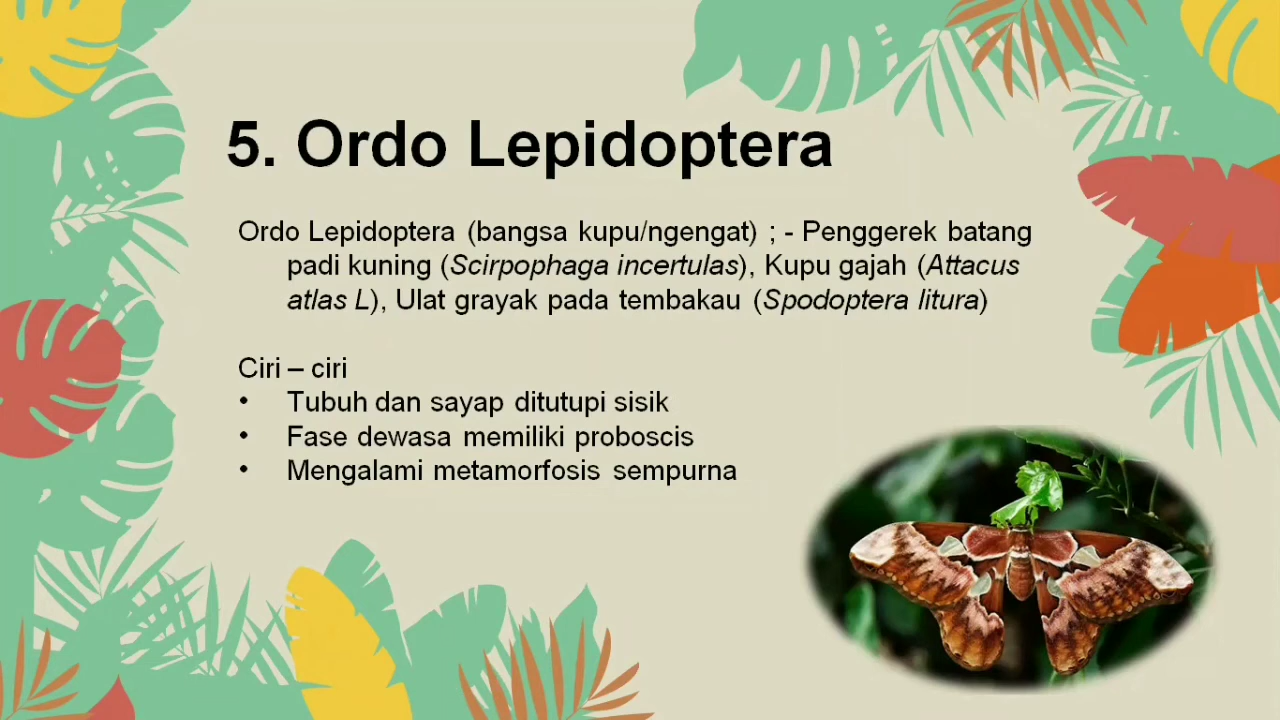 5. Ordo Lepidoptera
Ordo Lepidoptera (bangsa kupu/ngengat) ; - Penggerek batang
padi kuning (Scirpophaga incertulas), Kupu gajah (Attacus
atlas L), Ulat grayak pada tembakau (Spodoptera litura)
Ciri – ciri
• Tubuh dan sayap ditutupi sisik
• Fase dewasa memiliki proboscis
• Mengalami metamorfosis sempurna